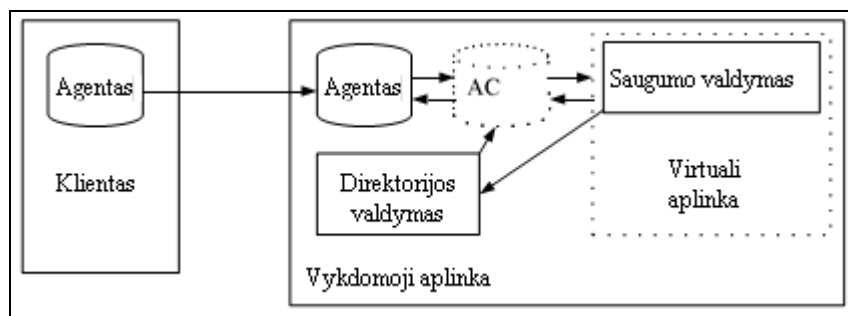 Agentas
Klientas
Agentas
AC
Saugumo valdymas
Direktorijos
valdymas
Virtuali
aplinka
Vykdomoji aplinka